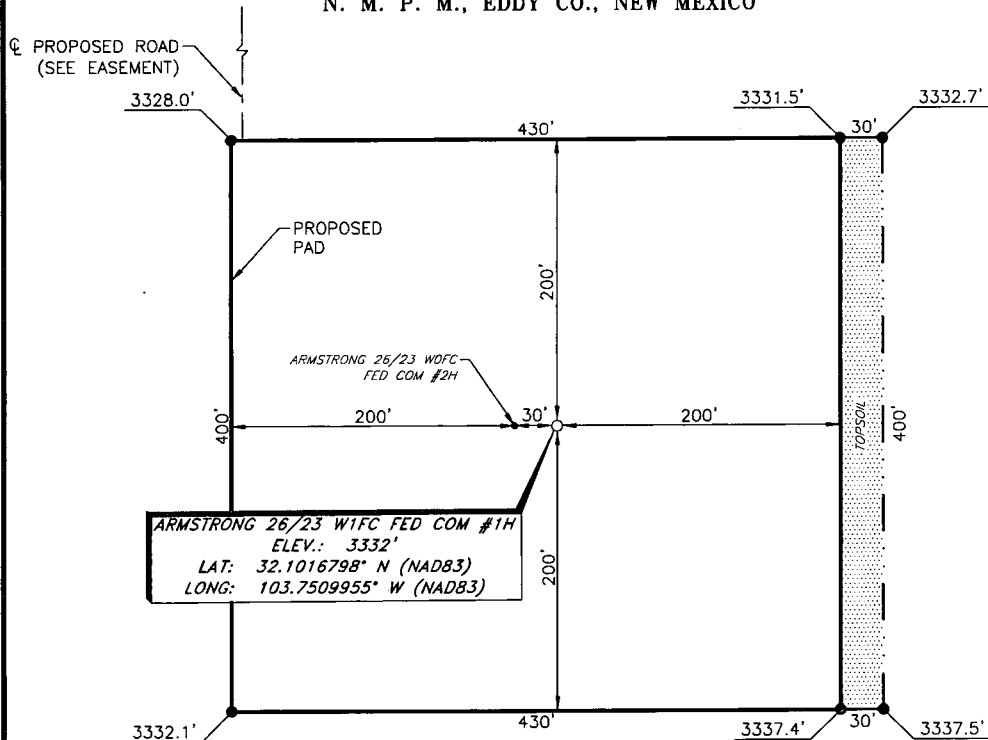 N. M. P. M., EDDY CO., NEW MEXICO
℄ PROPOSED ROAD
(SEE EASEMENT)
3328.0'
3331.5'
3332.7'
430'
30'
PROPOSED
PAD
200'
ARMSTRONG 26/23 W0FC
FED COM #2H
400'
200'
30'
200'
TOPSOIL
400'
ARMSTRONG 26/23 W1FC FED COM #1H
ELEV.: 3332'
LAT: 32.1016798° N (NAD83)
LONG: 103.7509955° W (NAD83)
200'
3332.1'
430'
3337.4'
30'
3337.5'